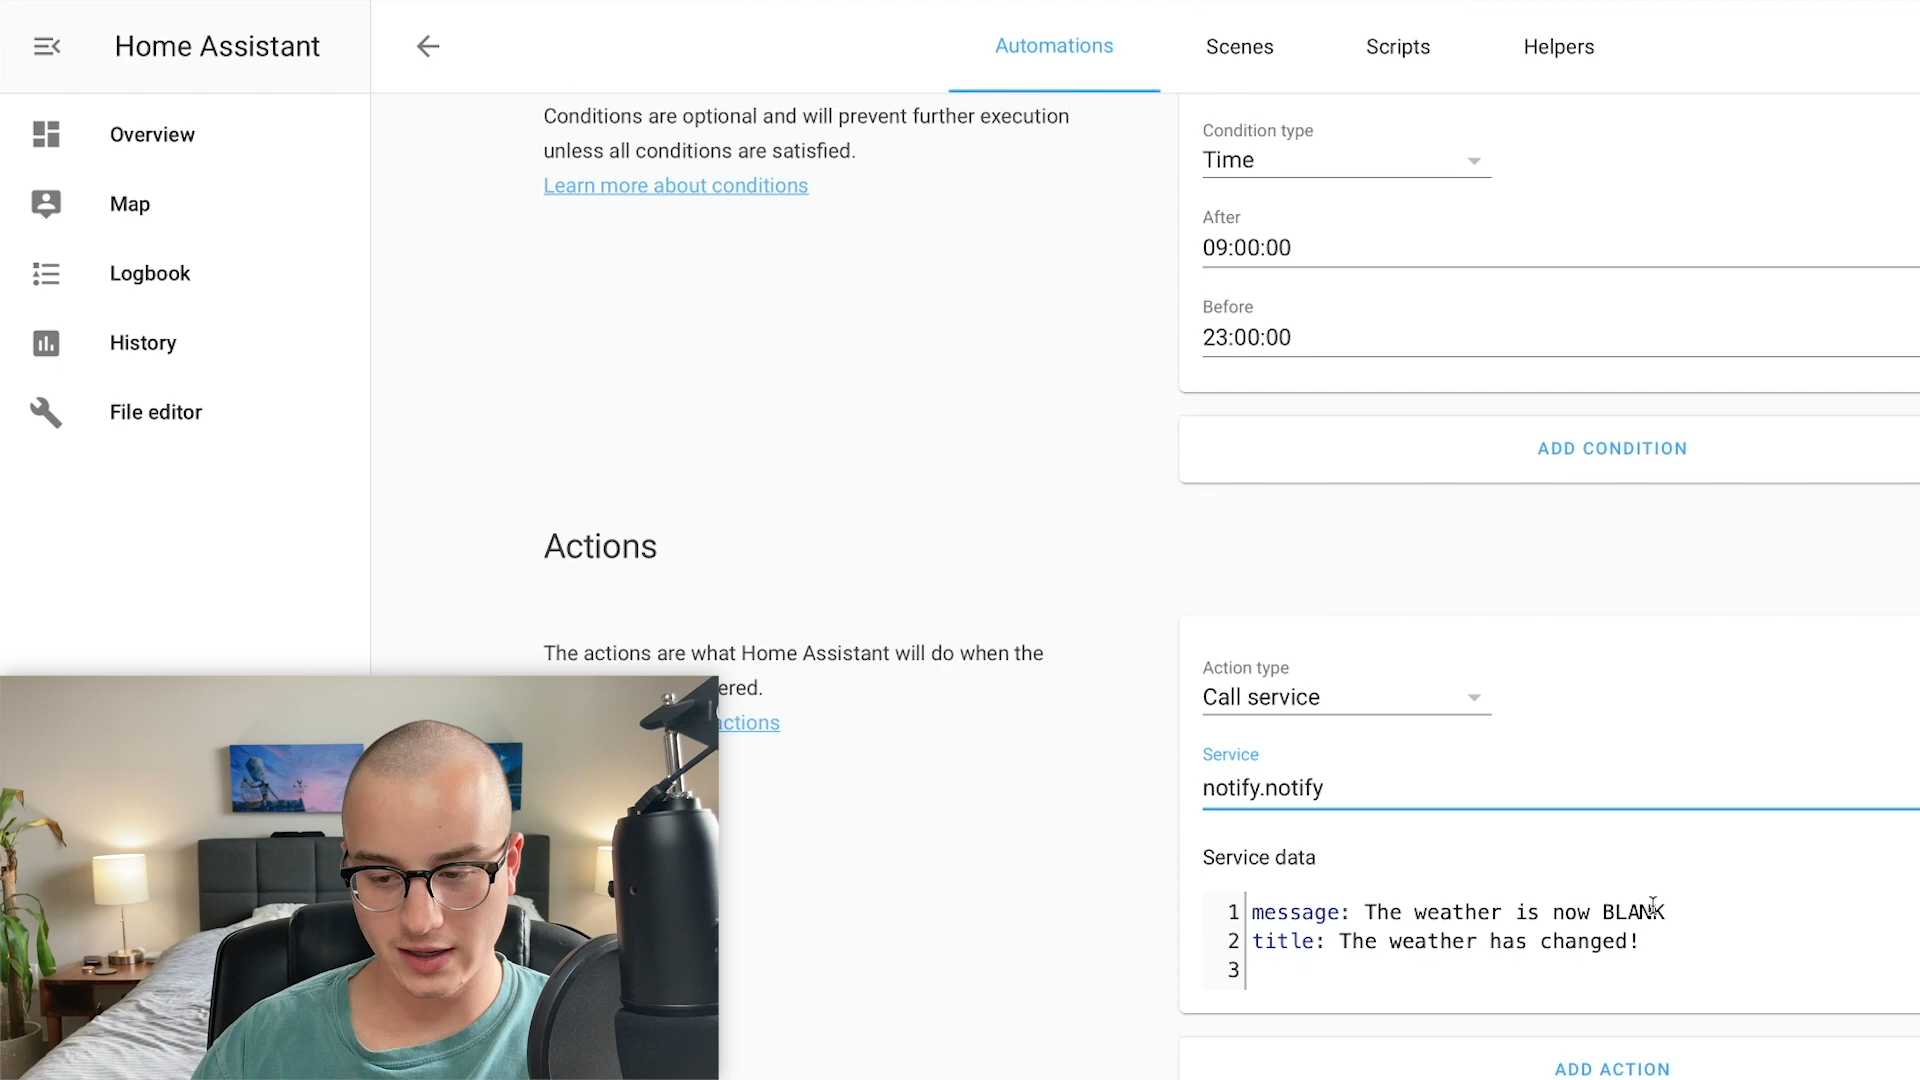 Home Assistant
Automations
Scenes
Scripts
Helpers
Overview
Map
Logbook
History
File editor
Conditions are optional and will prevent further execution
unless all conditions are satisfied.
Learn more about conditions
Condition type
Time
After
09:00:00
Before
23:00:00
ADD CONDITION
Actions
The actions are what Home Assistant will do when the
ered.
actions
Action type
Call service
Service
notify.notify
Service data
1 message: The weather is now BLANK
2 title: The weather has changed!
3
ADD ACTION